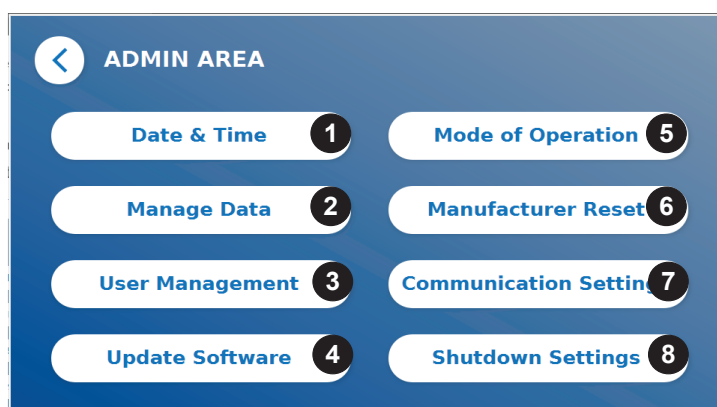 ADMIN AREA
Date & Time 1
Manage Data 2
User Management 3
Update Software 4
Mode of Operation 5
Manufacturer Reset 6
Communication Settin 7
Shutdown Settings 8